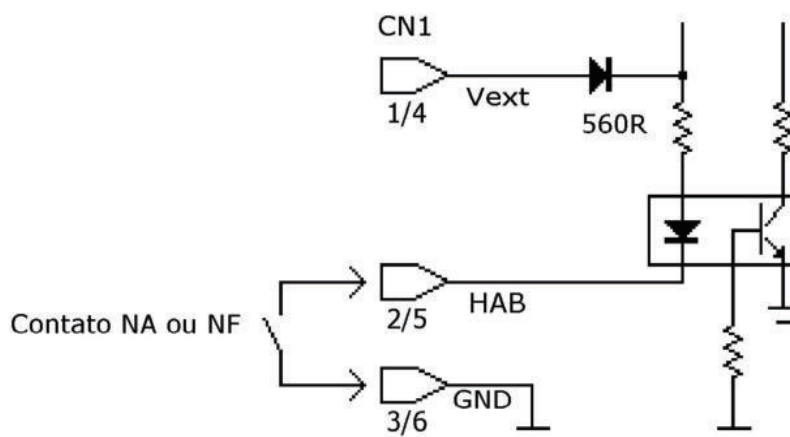 CN1
Vext
1/4
560R
HAB
2/5
Contato NA ou NF
GND
3/6